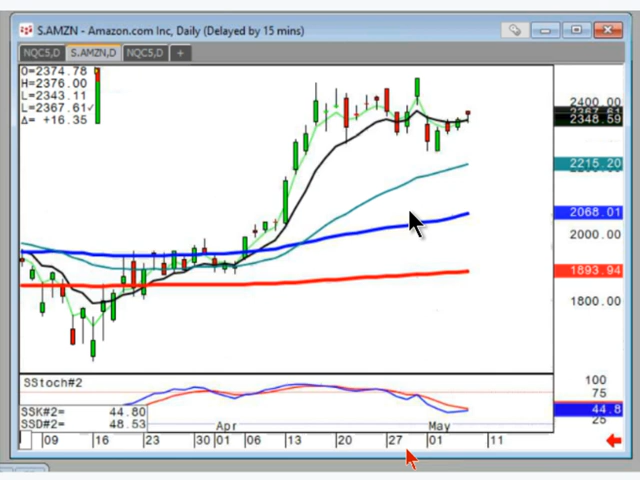 S.AMZN - Amazon.com Inc, Daily (Delayed by 15 mins)
NQC5,D S.AMZN,D NQC5,D +
O=2374.78
H=2376.00
L=2343.11
L=2367.61✓
Δ= +16.35
2400.00
2367.61
2348.59
2215.20
2068.01
2000.00
1893.94
1800.00
SStoch#2
100
75
44.8
25
SSK#2= 44.80
SSD#2= 48.53
Apr May
09 16 23 30 01 06 13 20 27 01 11